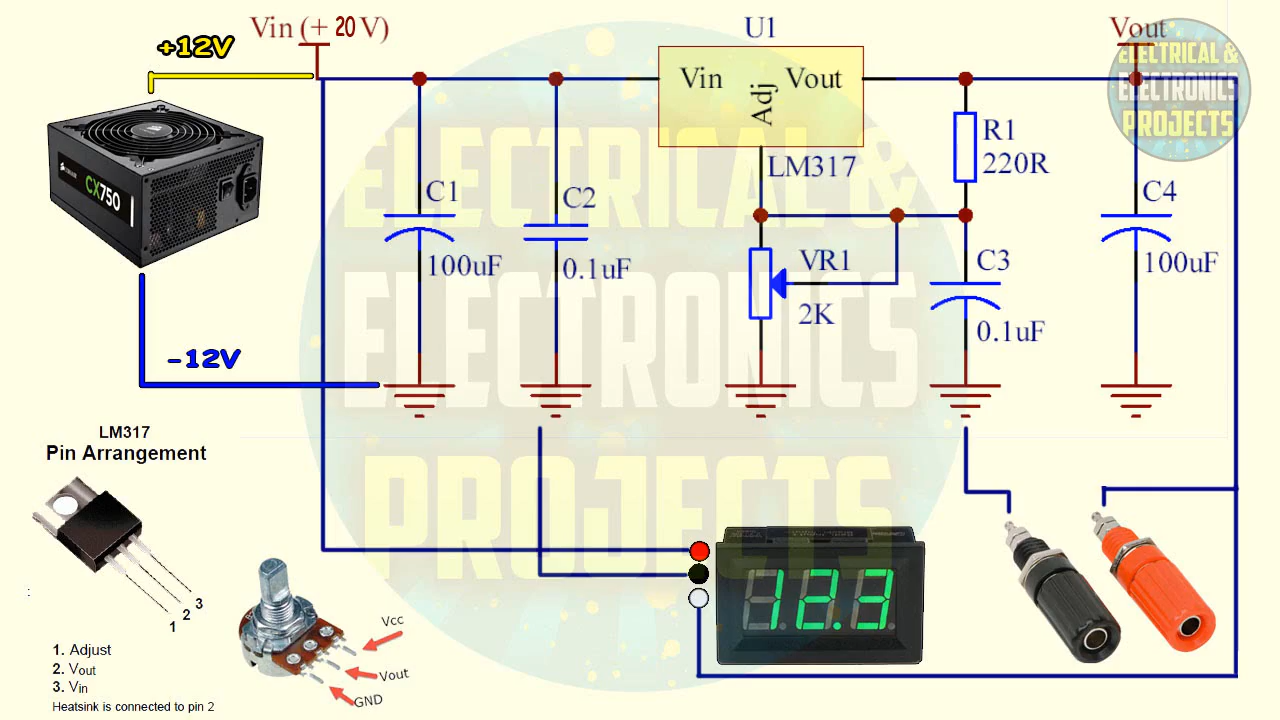 Vin (+ 20 V)
+12V
U1
Vout
Vin
Vout
Adj
LM317
R1
220R
C1
100uF
C2
0.1uF
VR1
2K
C3
0.1uF
C4
100uF
CX750
-12V
ELECTRICAL &
ELECTRONICS
PROJECTS
ELECTRICAL &
ELECTRONICS
PROJECTS
LM317
Pin Arrangement
1
2
3
1. Adjust
2. Vout
3. Vin
Heatsink is connected to pin 2
Vcc
Vout
GND
12.3